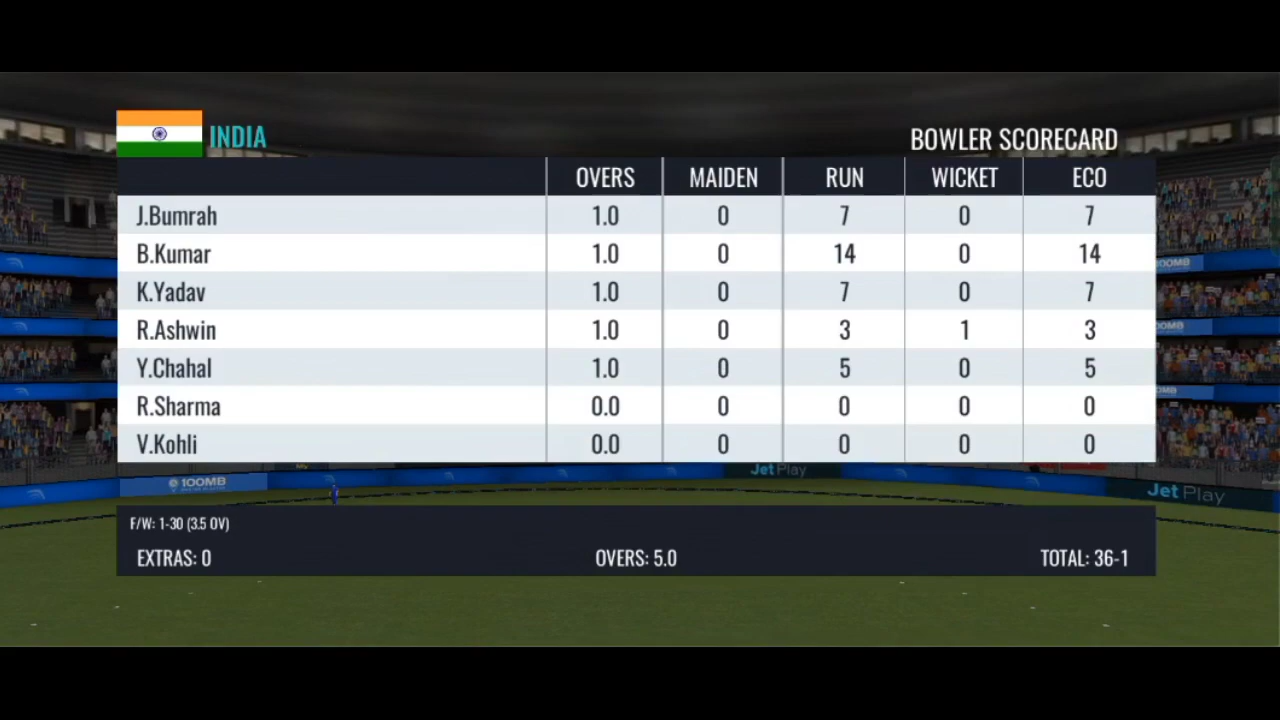 INDIA
BOWLER SCORECARD
OVERS MAIDEN RUN WICKET ECO
J.Bumrah 1.0 0 7 0 7
B.Kumar 1.0 0 14 0 14
K.Yadav 1.0 0 7 0 7
R.Ashwin 1.0 0 3 1 3
Y.Chahal 1.0 0 5 0 5
R.Sharma 0.0 0 0 0 0
V.Kohli 0.0 0 0 0 0
100MB
JetPlay
JetPlay
F/W: 1-30 (3.5 OV)
EXTRAS: 0 OVERS: 5.0 TOTAL: 36-1